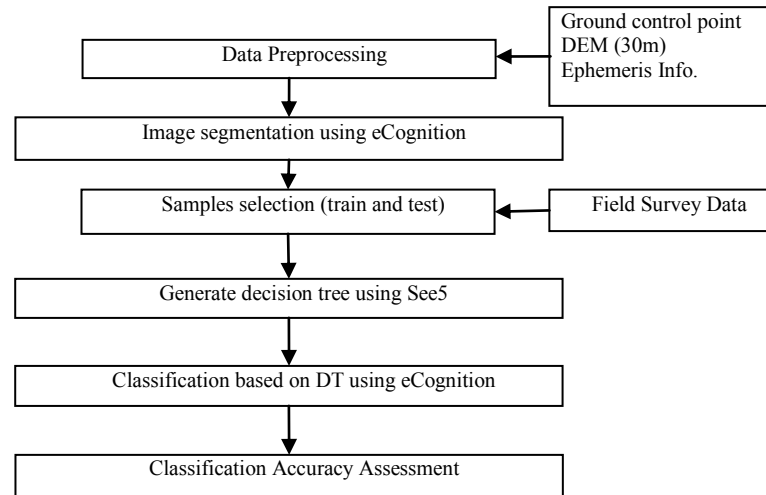 Ground control point
DEM (30m)
Ephemeris Info.
Data Preprocessing
Image segmentation using eCognition
Samples selection (train and test)
Field Survey Data
Generate decision tree using See5
Classification based on DT using eCognition
Classification Accuracy Assessment